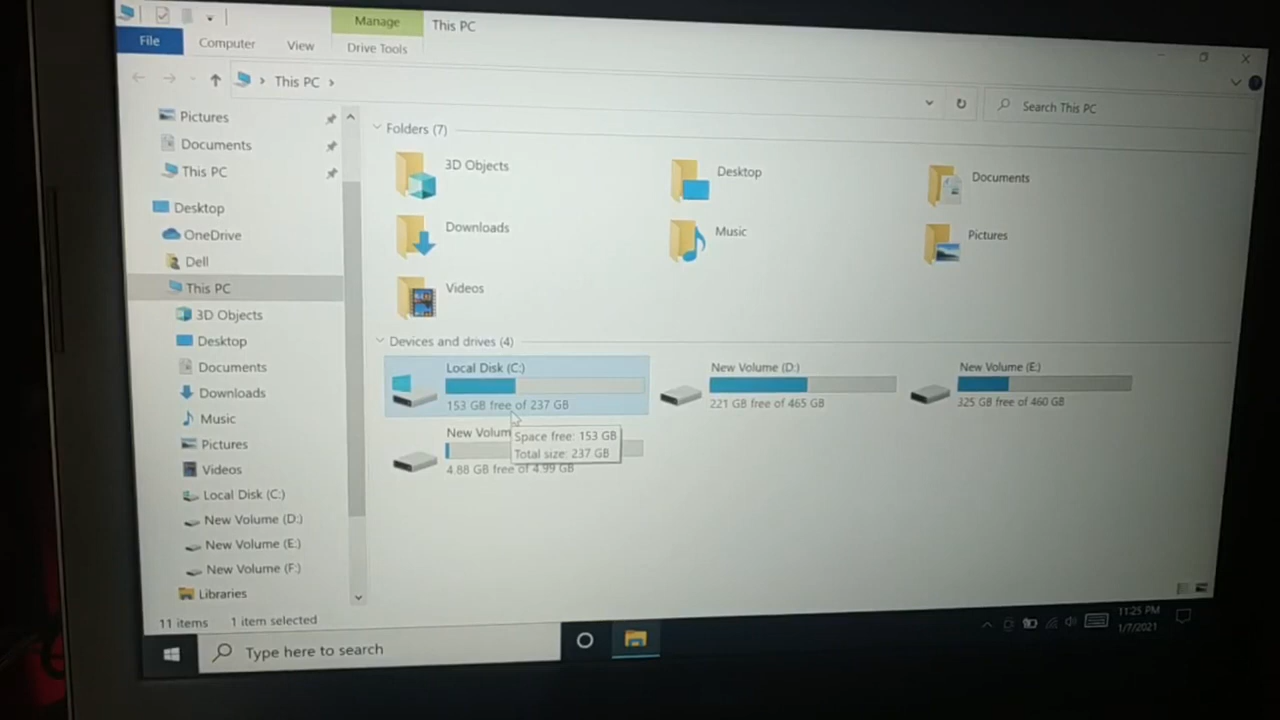 Manage
This PC
File
Computer
View
Drive Tools
This PC
Search This PC
Pictures
Documents
This PC
Desktop
OneDrive
Dell
This PC
3D Objects
Desktop
Documents
Downloads
Music
Pictures
Videos
Local Disk (C:)
New Volume (D:)
New Volume (E:)
New Volume (F:)
Libraries
Folders (7)
3D Objects
Desktop
Documents
Downloads
Music
Pictures
Videos
Devices and drives (4)
Local Disk (C:)
153 GB free of 237 GB
New Volume (D:)
221 GB free of 465 GB
New Volume (E:)
325 GB free of 460 GB
New Volum
4.88 GB free of 4.99 GB
Space free: 153 GB
Total size: 237 GB
11 items
1 item selected
Type here to search
11:25 PM
1/7/2021